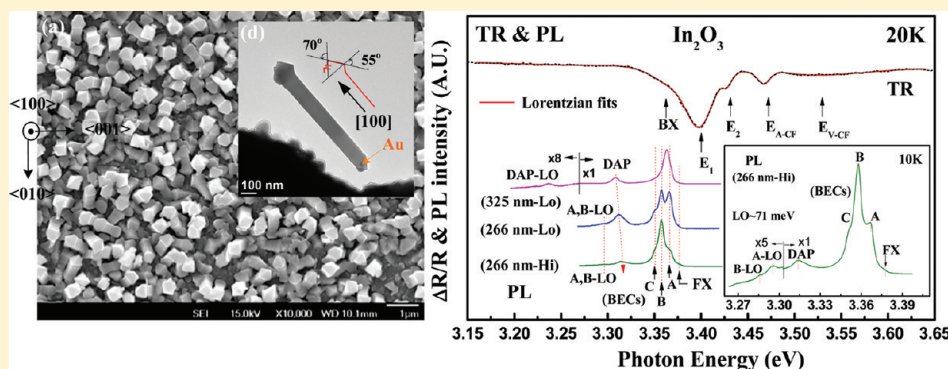 (a)
(d)
70°
55°
r
[100]
Au
100 nm
<100>
<001>
<010>
SEI 15.0kV X10,000 WD 10.1mm 1μm
ΔR/R & PL intensity (A.U.)
TR & PL In2O3 20K
TR
Lorentzian fits
BX
E1
E2
EA-CF
EV-CF
x8
x1
DAP
DAP-LO
(325 nm-Lo)
A,B-LO
(266 nm-Lo)
(266 nm-Hi)
A,B-LO
(BECs)
C
B
A
FX
PL
PL
10K
(266 nm-Hi)
B
(BECs)
C
A
LO~71 meV
FX
x5
x1
A-LO
DAP
B-LO
3.27 3.30 3.33 3.36 3.39
3.15 3.20 3.25 3.30 3.35 3.40 3.45 3.50 3.55 3.60 3.65
Photon Energy (eV)